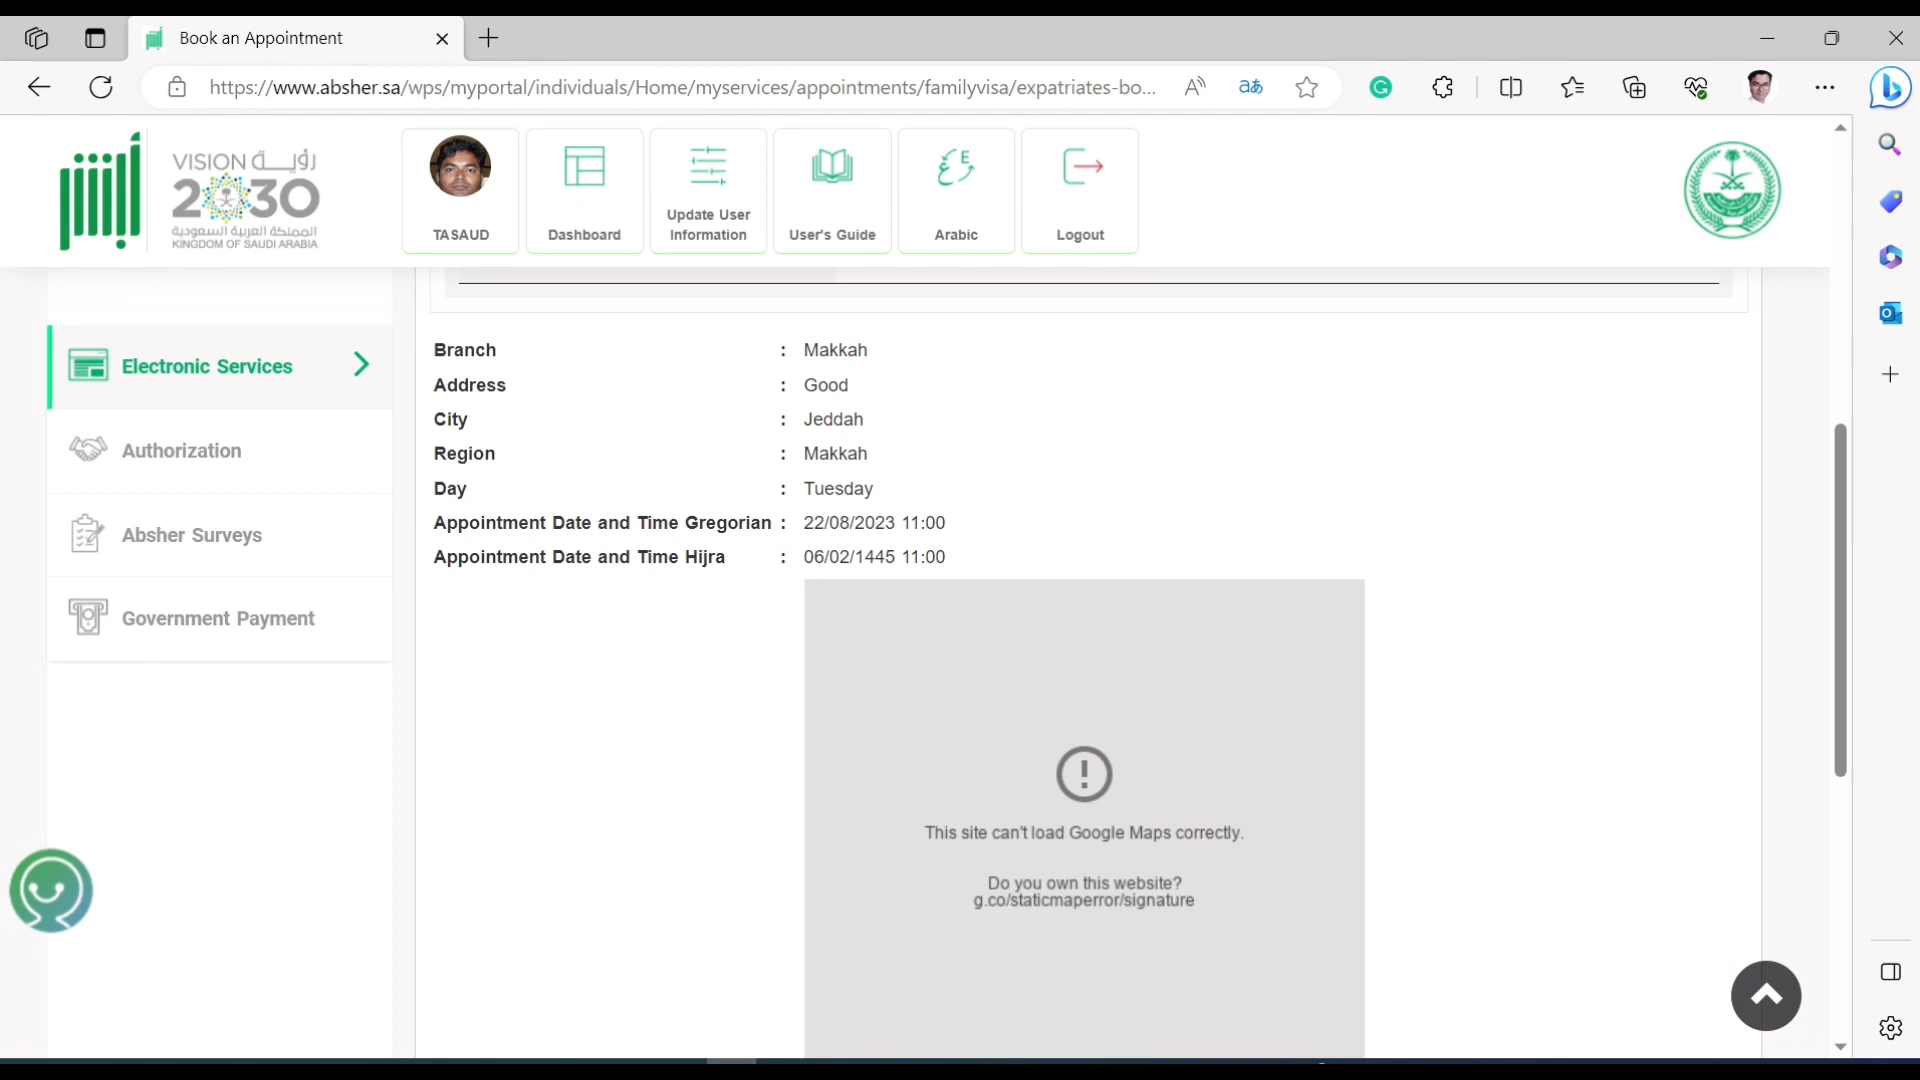 Book an Appointment
https://www.absher.sa/wps/myportal/individuals/Home/myservices/appointments/familyvisa/expatriates-bo...
أبشر
VISION رؤيــة
2030
المملكة العربية السعودية
KINGDOM OF SAUDI ARABIA
TASAUD
Dashboard
Update User
Information
User's Guide
Arabic
Logout
Electronic Services
Authorization
Absher Surveys
Government Payment
Branch : Makkah
Address : Good
City : Jeddah
Region : Makkah
Day : Tuesday
Appointment Date and Time Gregorian : 22/08/2023 11:00
Appointment Date and Time Hijra : 06/02/1445 11:00
This site can't load Google Maps correctly.
Do you own this website?
g.co/staticmaperror/signature